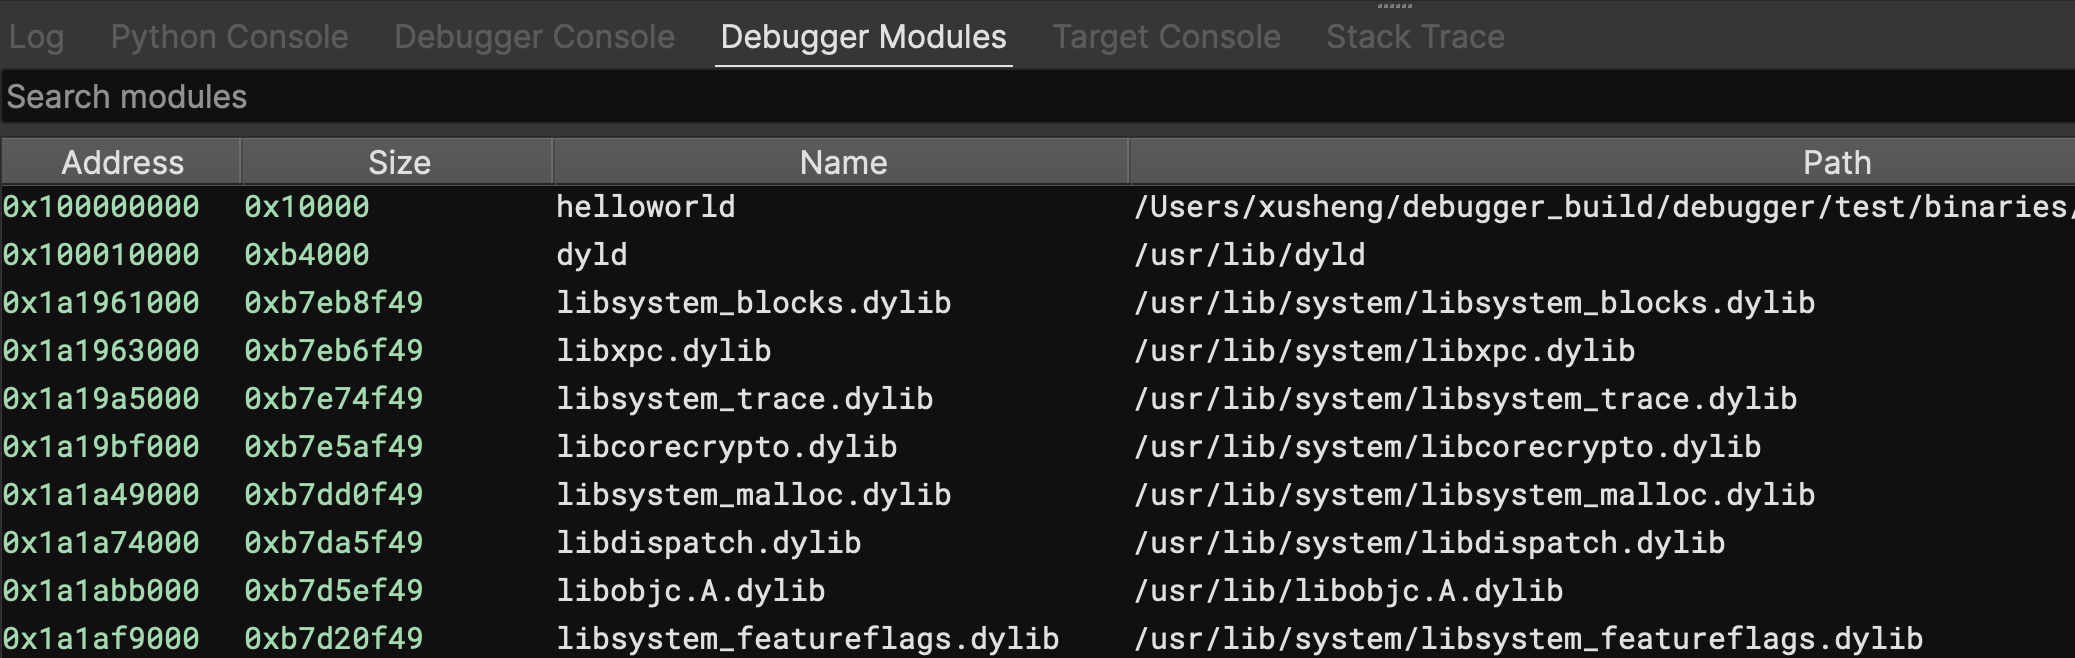 Log Python Console Debugger Console Debugger Modules Target Console Stack Trace
Search modules
Address Size Name Path
0x100000000 0x10000 helloworld /Users/xusheng/debugger_build/debugger/test/binaries/
0x100010000 0xb4000 dyld /usr/lib/dyld
0x1a1961000 0xb7eb8f49 libsystem_blocks.dylib /usr/lib/system/libsystem_blocks.dylib
0x1a1963000 0xb7eb6f49 libxpc.dylib /usr/lib/system/libxpc.dylib
0x1a19a5000 0xb7e74f49 libsystem_trace.dylib /usr/lib/system/libsystem_trace.dylib
0x1a19bf000 0xb7e5af49 libcorecrypto.dylib /usr/lib/system/libcorecrypto.dylib
0x1a1a49000 0xb7dd0f49 libsystem_malloc.dylib /usr/lib/system/libsystem_malloc.dylib
0x1a1a74000 0xb7da5f49 libdispatch.dylib /usr/lib/system/libdispatch.dylib
0x1a1abb000 0xb7d5ef49 libobjc.A.dylib /usr/lib/libobjc.A.dylib
0x1a1af9000 0xb7d20f49 libsystem_featureflags.dylib /usr/lib/system/libsystem_featureflags.dylib